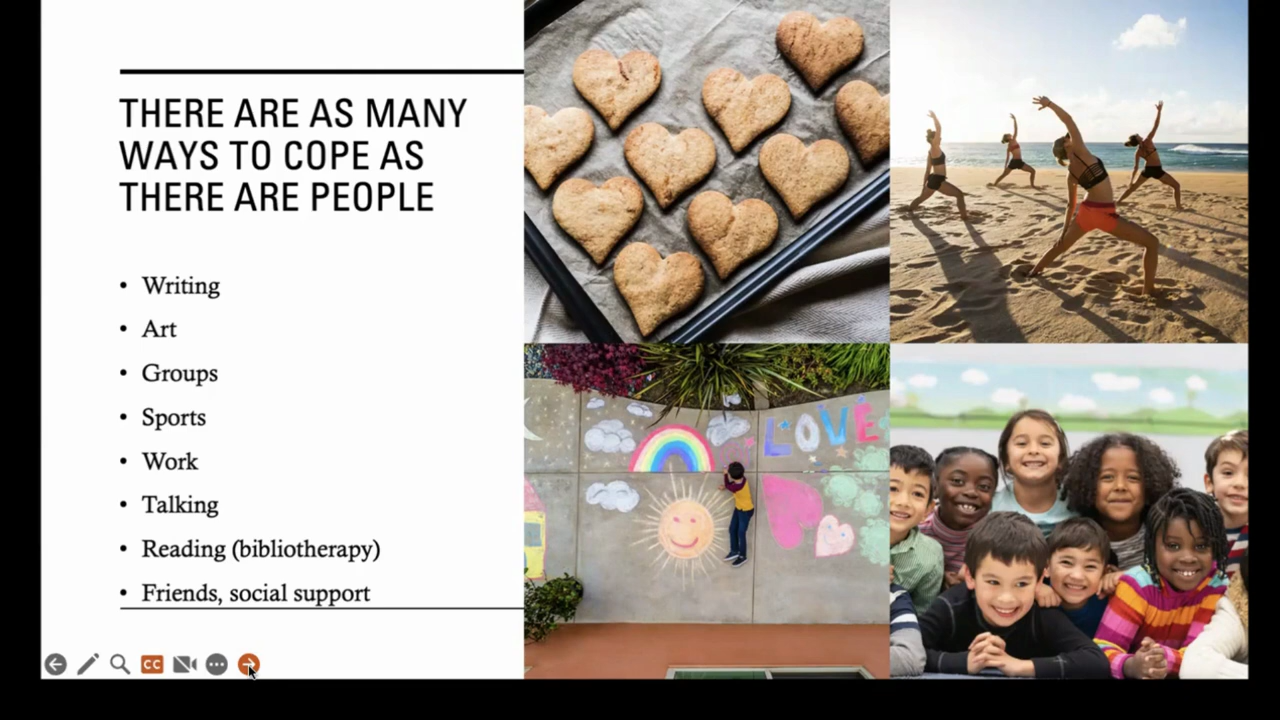 THERE ARE AS MANY
WAYS TO COPE AS
THERE ARE PEOPLE
• Writing
• Art
• Groups
• Sports
• Work
• Talking
• Reading (bibliotherapy)
• Friends, social support
LOVE
CC